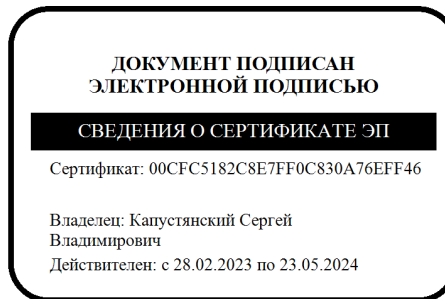 ДОКУМЕНТ ПОДПИСАН
ЭЛЕКТРОННОЙ ПОДПИСЬЮ
СВЕДЕНИЯ О СЕРТИФИКАТЕ ЭП
Сертификат: 00CFC5182C8E7FF0C830A76EFF46
Владелец: Капустянский Сергей
Владимирович
Действителен: с 28.02.2023 по 23.05.2024